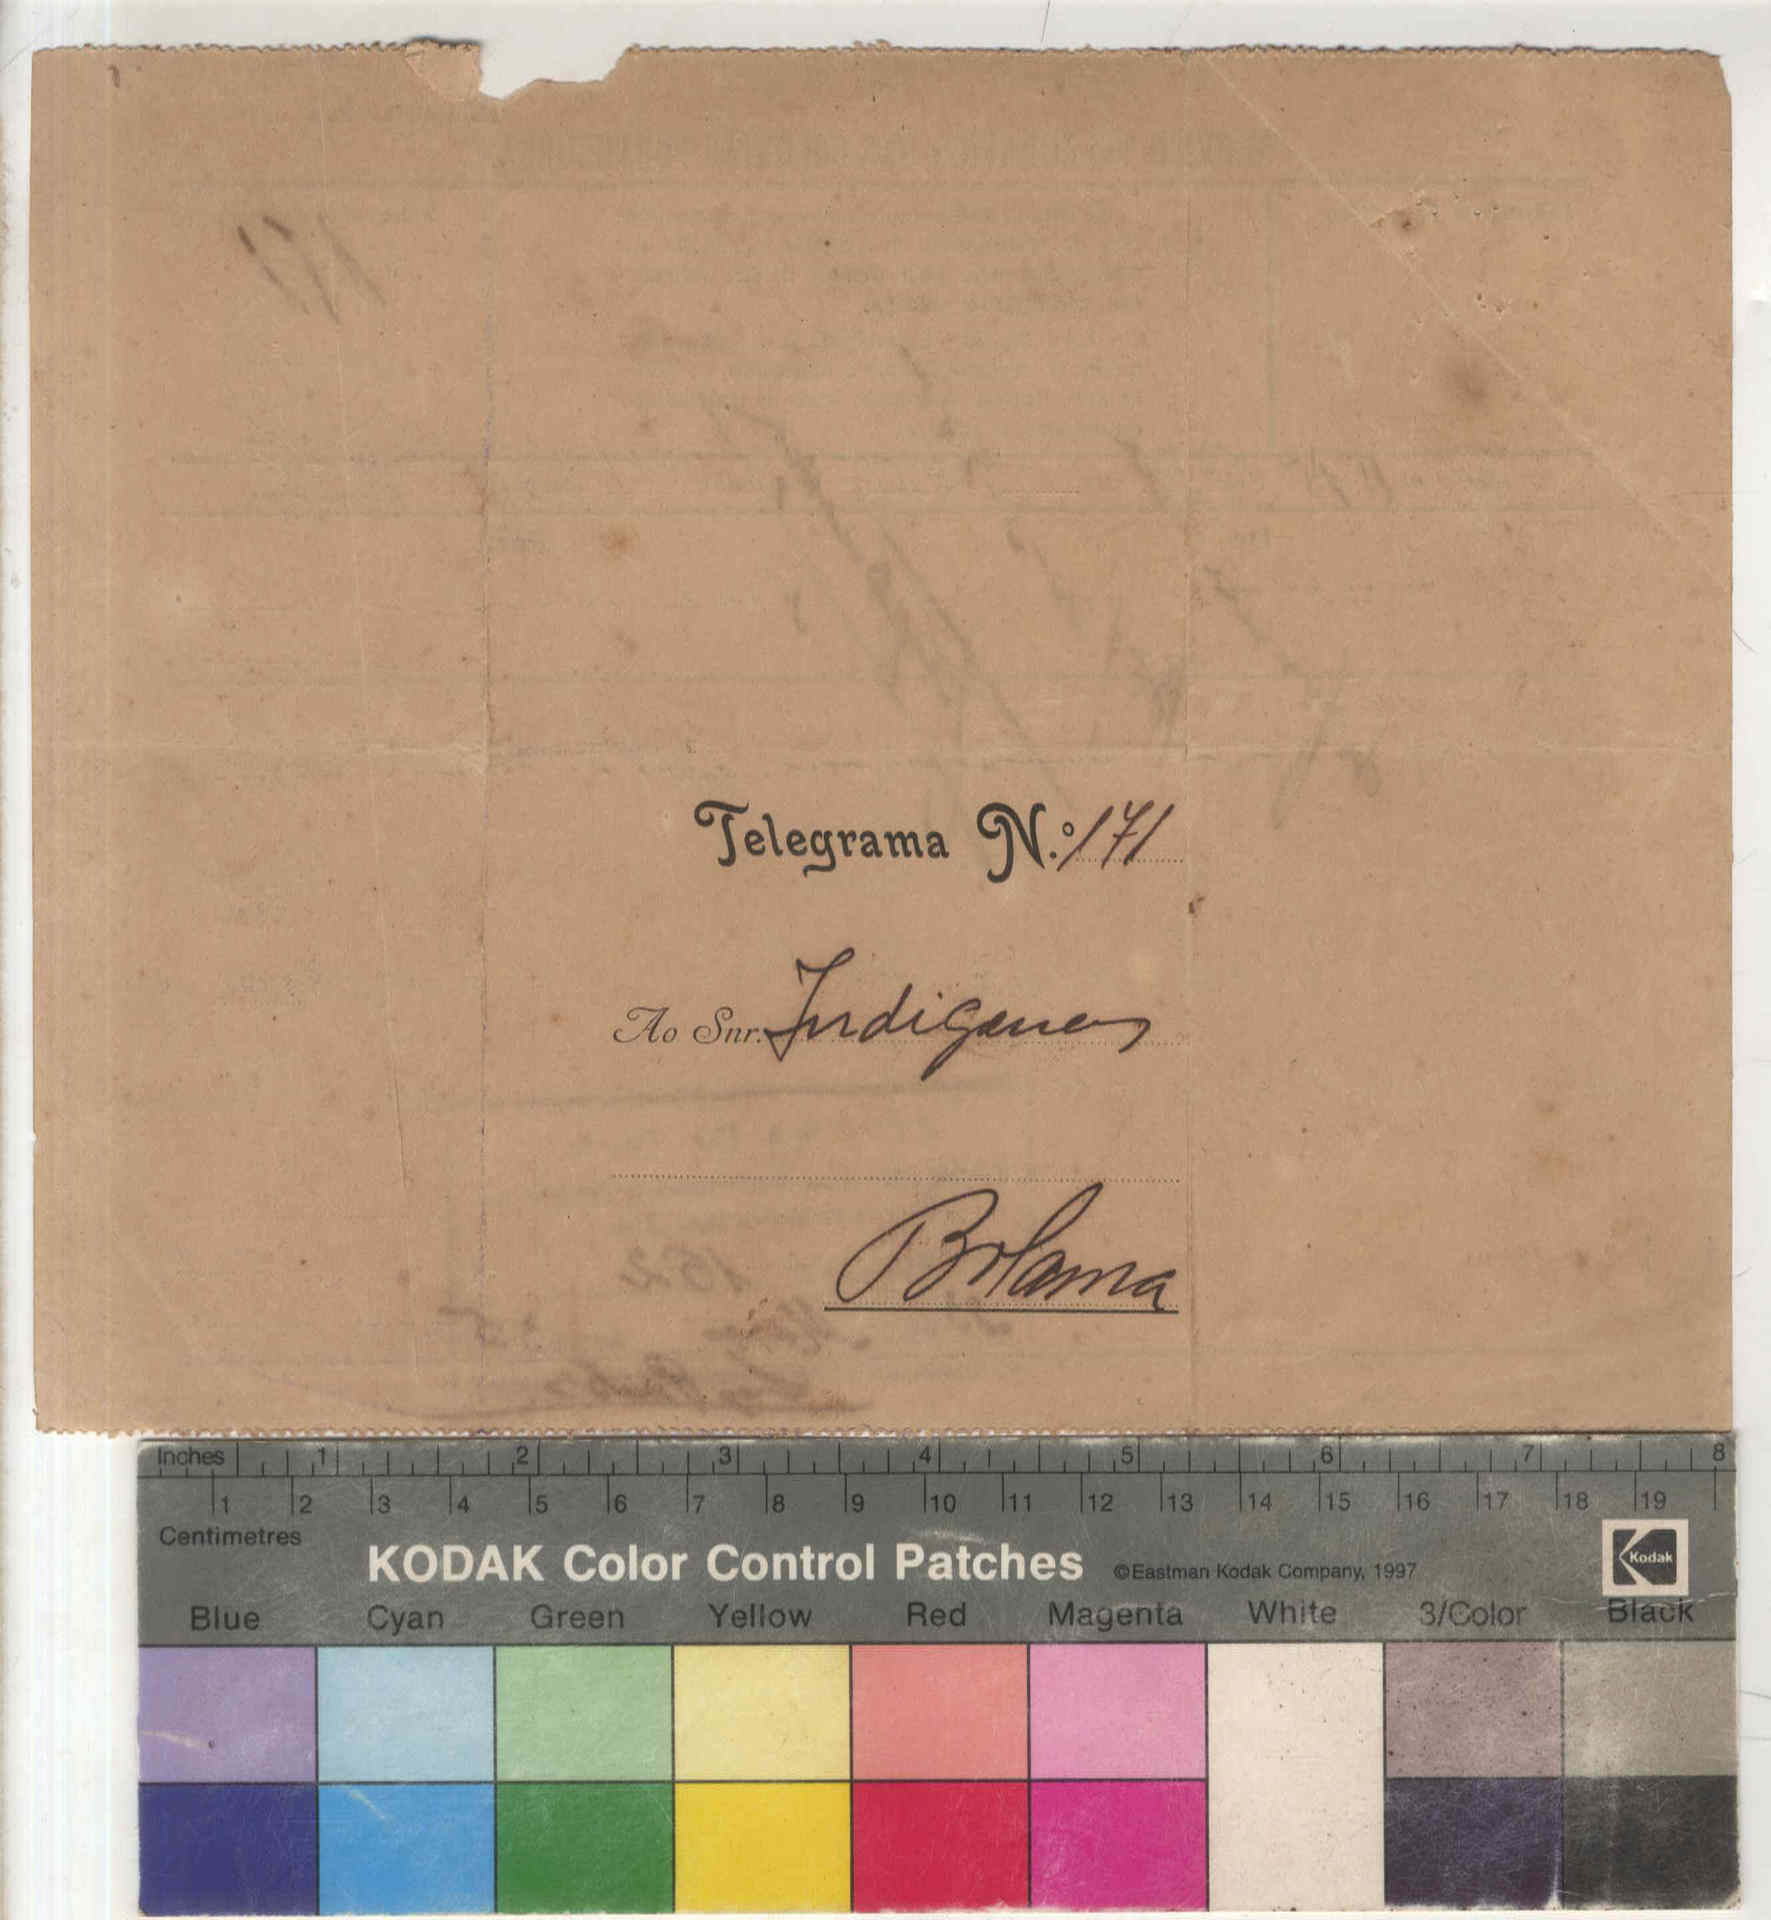 Telegrama N.º 171
Ao Snr. Indigenas
Bolama
Inches 1 2 3 4 5 6 7 8
1 2 3 4 5 6 7 8 9 10 11 12 13 14 15 16 17 18 19
Centimetres
KODAK Color Control Patches ©Eastman Kodak Company, 1997 Kodak
Blue Cyan Green Yellow Red Magenta White 3/Color Black